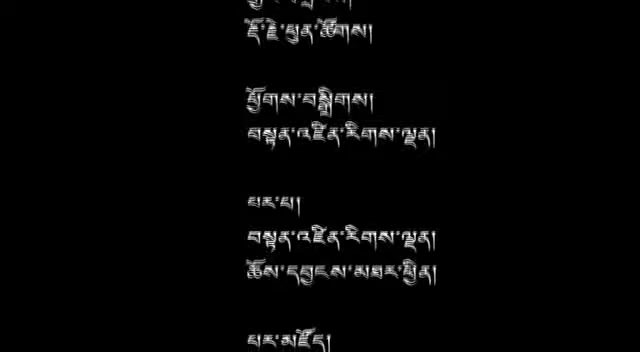 རྡོ་རྗེ་ཕུན་ཚོགས།
ཕྱོགས་བསྒྲིགས།
བསྟན་འཛིན་རིགས་ལྡན།
པར་པ།
བསྟན་འཛིན་རིགས་ལྡན།
ཆོས་དབྱངས་མཐར་ཕྱིན།
པར་མཛོད།